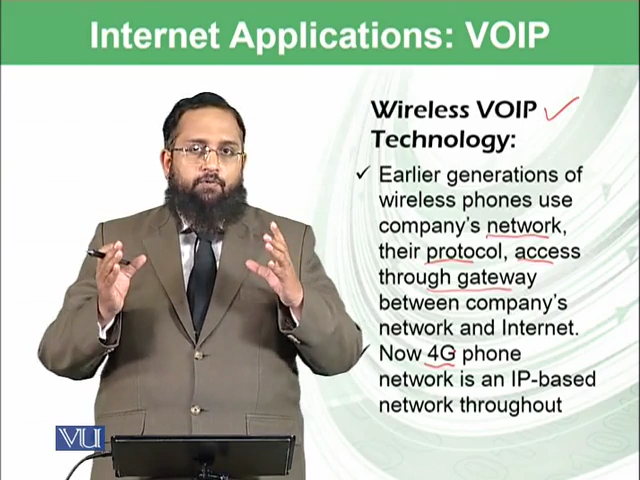 Internet Applications: VOIP
Wireless VOIP
Technology:
Earlier generations of
wireless phones use
company's network,
their protocol, access
through gateway
between company's
network and Internet.
Now 4G phone
network is an IP-based
network throughout
VU